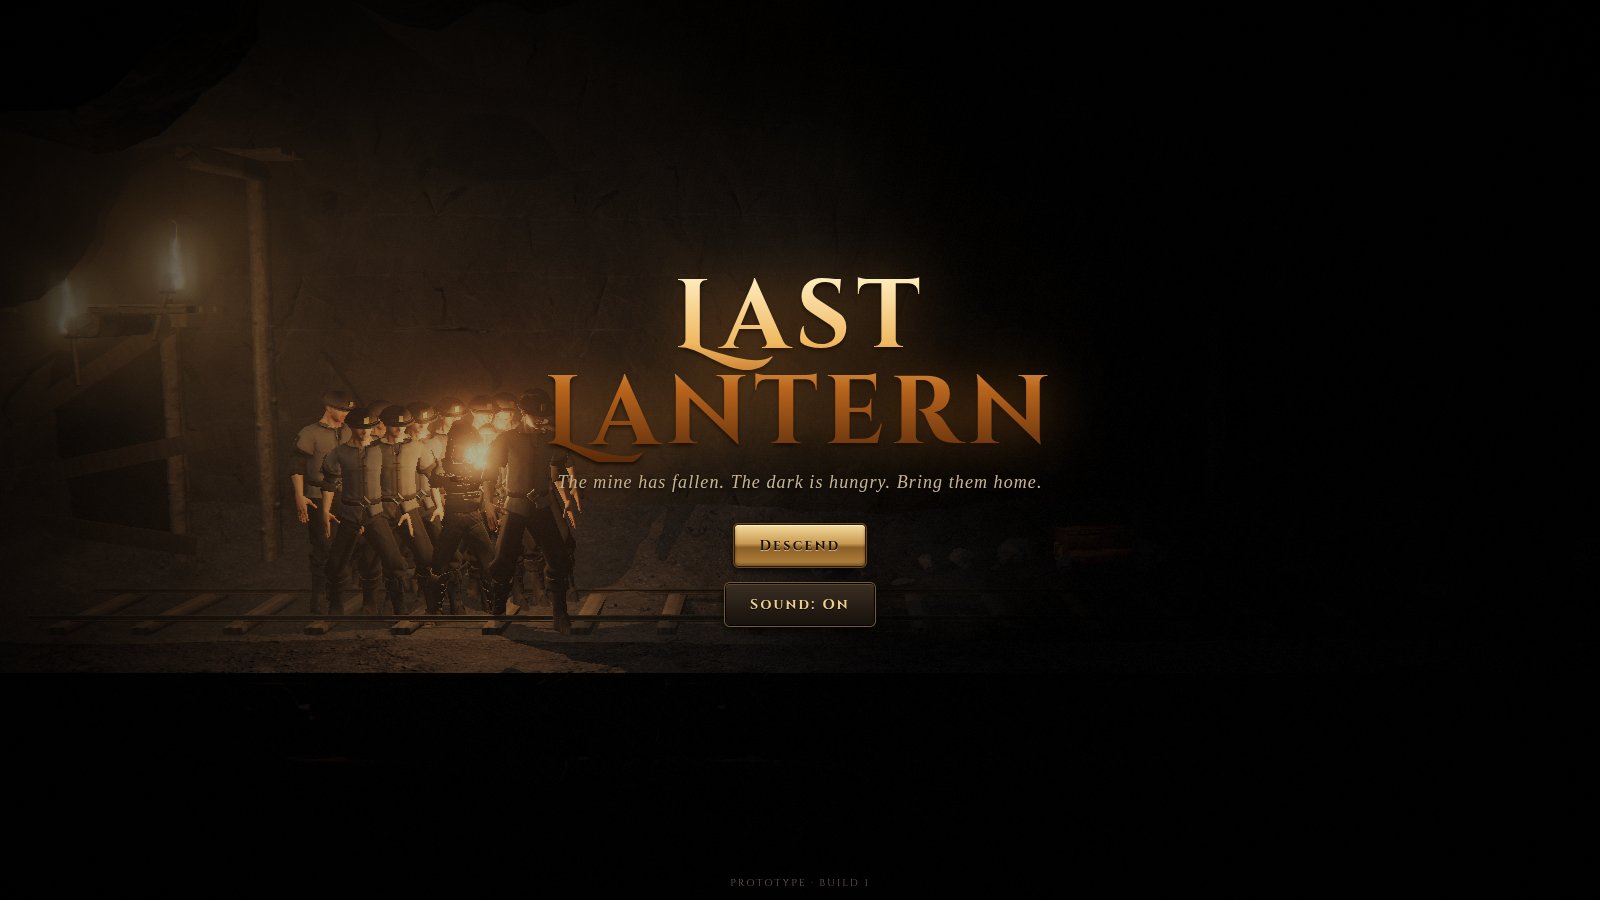 Last
Lantern
The mine has fallen. The dark is hungry. Bring them home.
Descend
Sound: On
PROTOTYPE · BUILD 1